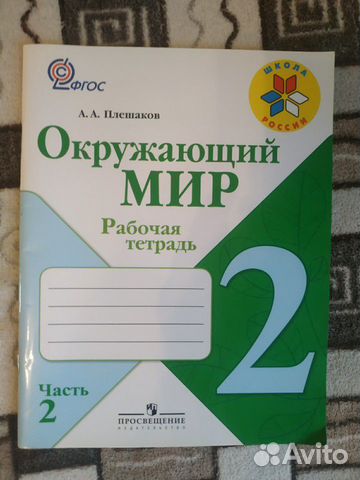 ФГОС
ШКОЛА
РОССИИ
А. А. Плешаков
Окружающий
МИР
Рабочая
тетрадь
2
Часть
2
ПРОСВЕЩЕНИЕ
ИЗДАТЕЛЬСТВО
Avito